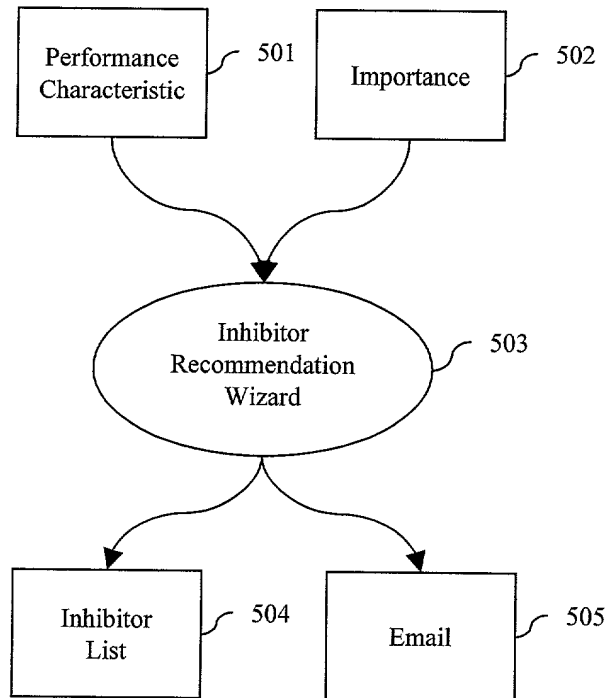 Performance
Characteristic
501
Importance
502
Inhibitor
Recommendation
Wizard
503
Inhibitor
List
504
Email
505